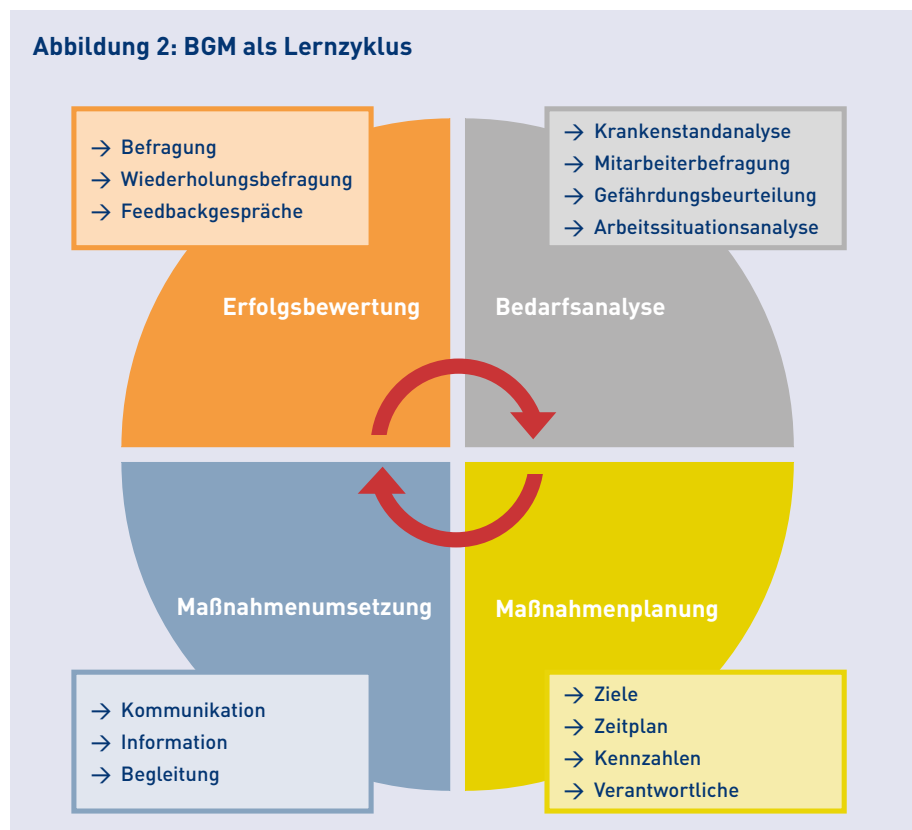 Abbildung 2: BGM als Lernzyklus
→ Befragung
→ Wiederholungsbefragung
→ Feedbackgespräche
→ Krankenstandanalyse
→ Mitarbeiterbefragung
→ Gefährdungsbeurteilung
→ Arbeitssituationsanalyse
Erfolgsbewertung
Bedarfsanalyse
Maßnahmenumsetzung
Maßnahmenplanung
→ Kommunikation
→ Information
→ Begleitung
→ Ziele
→ Zeitplan
→ Kennzahlen
→ Verantwortliche